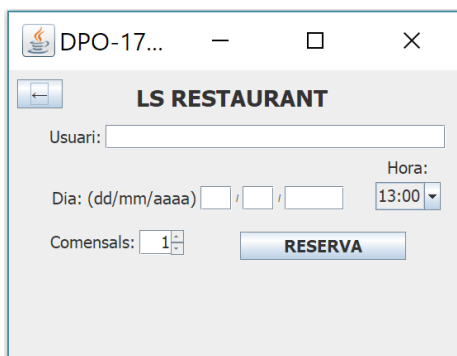 DPO-17...
←
LS RESTAURANT
Usuari:
Hora:
Dia: (dd/mm/aaaa) / /
13:00
Comensals: 1
RESERVA